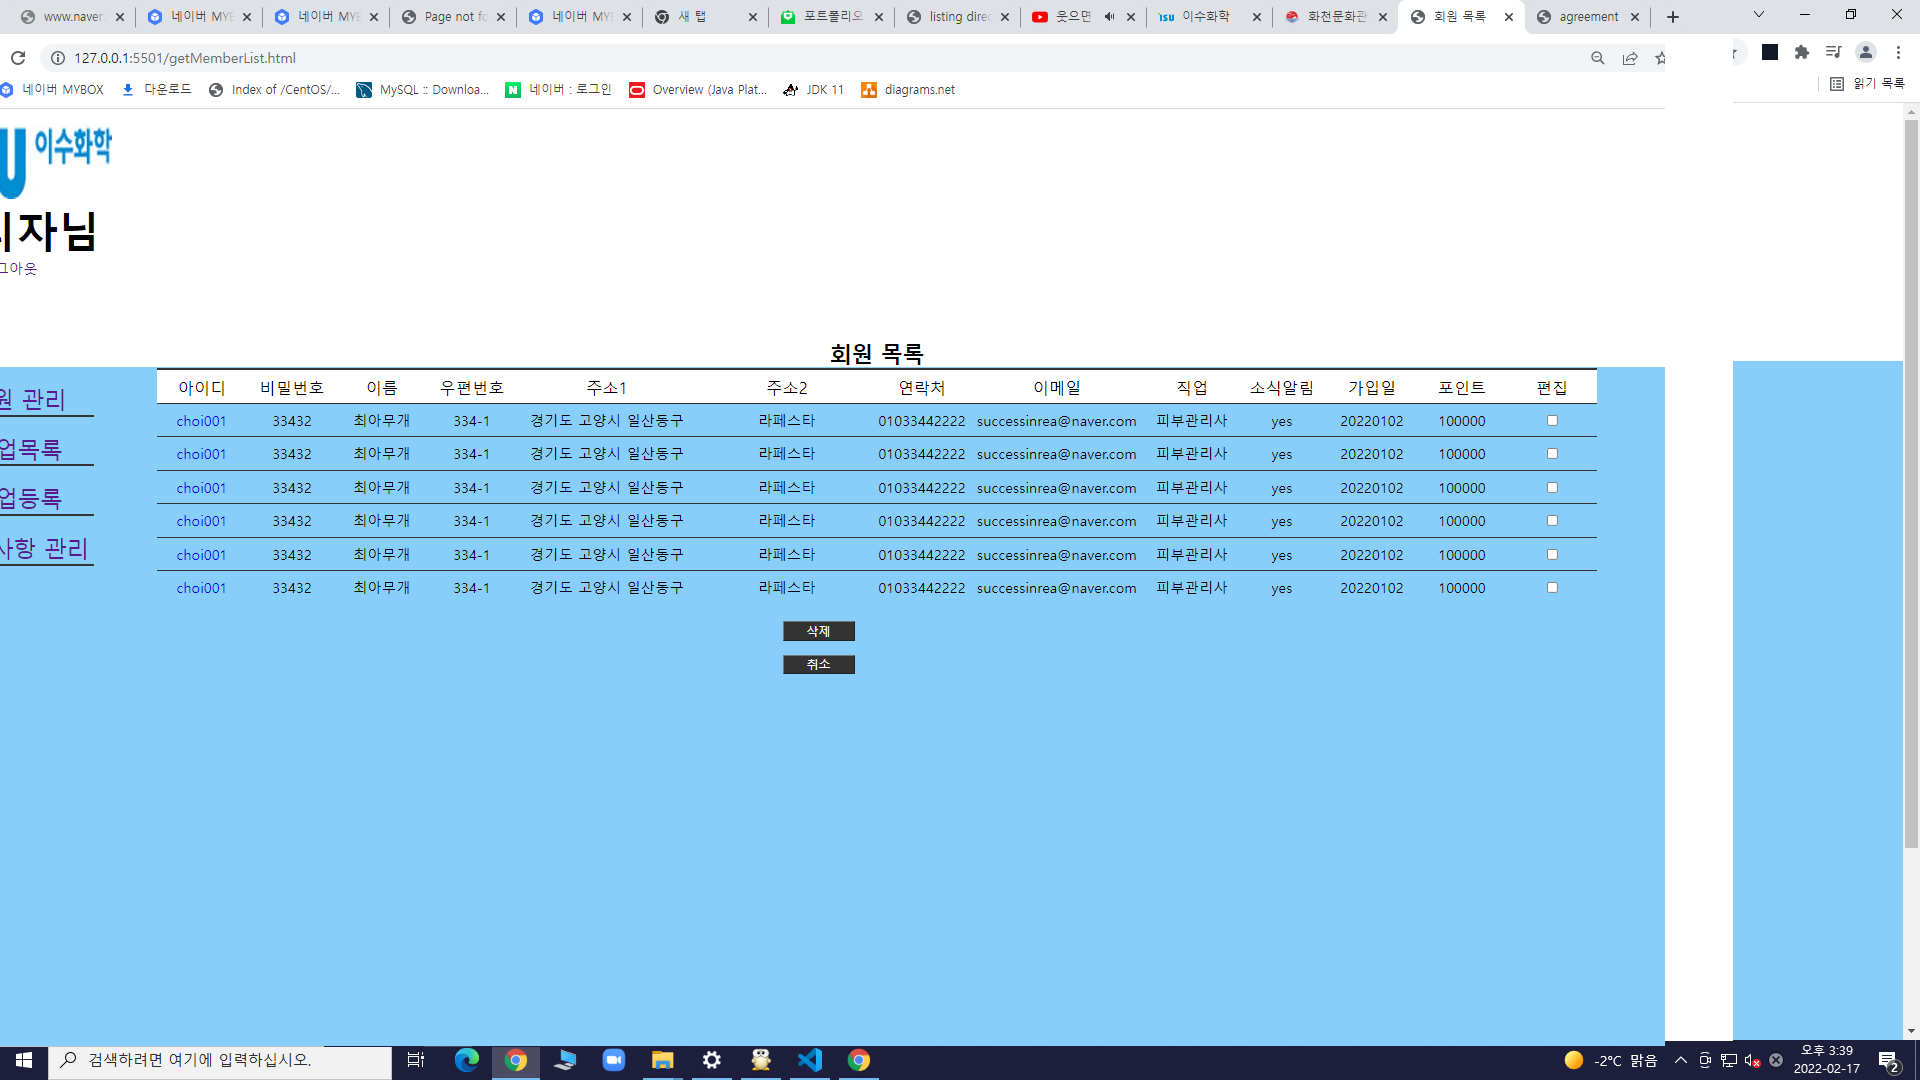 www.naver. 네이버 MYB 네이버 MYB Page not fo 네이버 MYB 새 탭 포트폴리오 listing direc 웃으면 이수화학 화천문화관 회원 목록 agreement
127.0.0.1:5501/getMemberList.html
네이버 MYBOX 다운로드 Index of /CentOS/... MySQL :: Downloa... 네이버 : 로그인 Overview (Java Plat... JDK 11 diagrams.net 읽기 목록
U 이수화학
리자님
그아웃
회원 목록
원 관리
업목록
업등록
사항 관리
아이디 비밀번호 이름 우편번호 주소1 주소2 연락처 이메일 직업 소식알림 가입일 포인트 편집
choi001 33432 최아무개 334-1 경기도 고양시 일산동구 라페스타 01033442222 successinrea@naver.com 피부관리사 yes 20220102 100000
choi001 33432 최아무개 334-1 경기도 고양시 일산동구 라페스타 01033442222 successinrea@naver.com 피부관리사 yes 20220102 100000
choi001 33432 최아무개 334-1 경기도 고양시 일산동구 라페스타 01033442222 successinrea@naver.com 피부관리사 yes 20220102 100000
choi001 33432 최아무개 334-1 경기도 고양시 일산동구 라페스타 01033442222 successinrea@naver.com 피부관리사 yes 20220102 100000
choi001 33432 최아무개 334-1 경기도 고양시 일산동구 라페스타 01033442222 successinrea@naver.com 피부관리사 yes 20220102 100000
choi001 33432 최아무개 334-1 경기도 고양시 일산동구 라페스타 01033442222 successinrea@naver.com 피부관리사 yes 20220102 100000
삭제
취소
검색하려면 여기에 입력하십시오.
-2°C 맑음
오후 3:39
2022-02-17
2